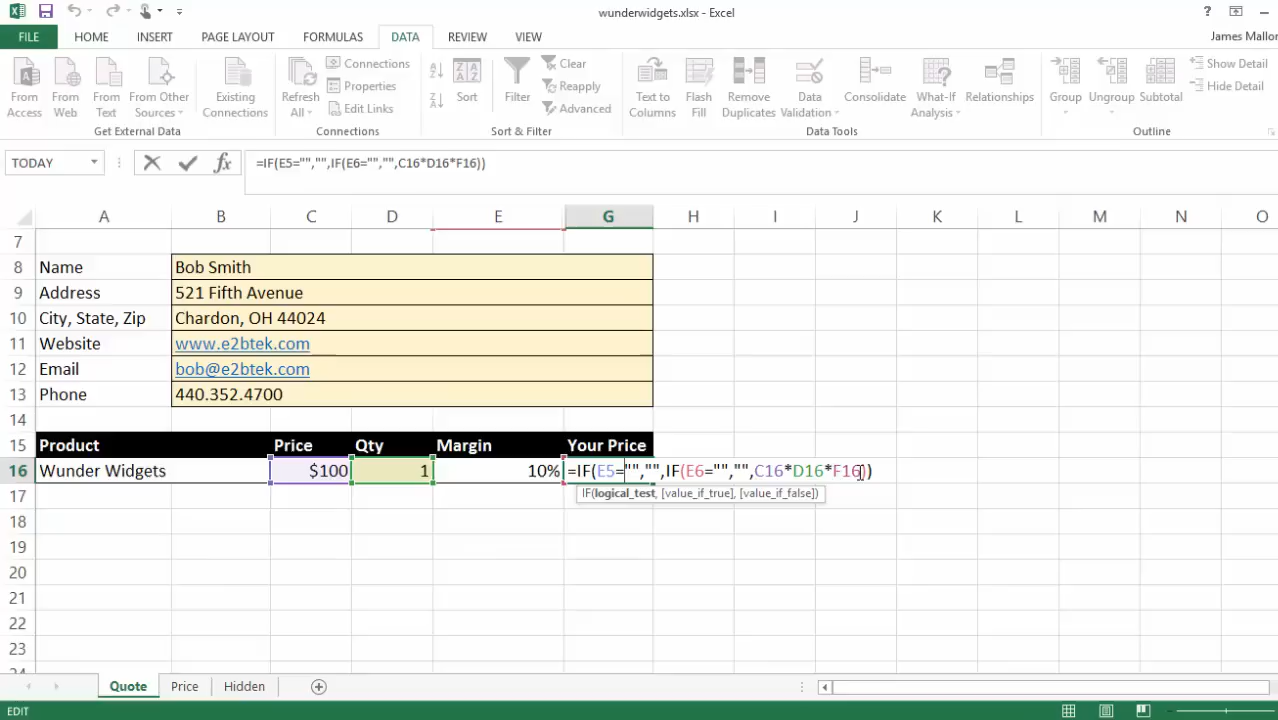 wunderwidgets.xlsx - Excel
FILE HOME INSERT PAGE LAYOUT FORMULAS DATA REVIEW VIEW
James Mallor
From Access
From Web
From Text
From Other Sources
Existing Connections
Get External Data
Refresh All
Connections
Properties
Edit Links
Connections
Sort
Filter
Clear
Reapply
Advanced
Sort & Filter
Text to Columns
Flash Fill
Remove Duplicates
Data Validation
Consolidate
What-If Analysis
Relationships
Data Tools
Group
Ungroup
Subtotal
Show Detail
Hide Detail
Outline
TODAY
=IF(E5="","",IF(E6="","",C16*D16*F16))
A B C D E G H I J K L M N O
7
8 Name Bob Smith
9 Address 521 Fifth Avenue
10 City, State, Zip Chardon, OH 44024
11 Website www.e2btek.com
12 Email bob@e2btek.com
13 Phone 440.352.4700
14
15 Product Price Qty Margin Your Price
16 Wunder Widgets $100 1 10% =IF(E5="","",IF(E6="","",C16*D16*F16))
IF(logical_test, [value_if_true], [value_if_false])
17
18
19
20
21
22
23
24
Quote Price Hidden
EDIT